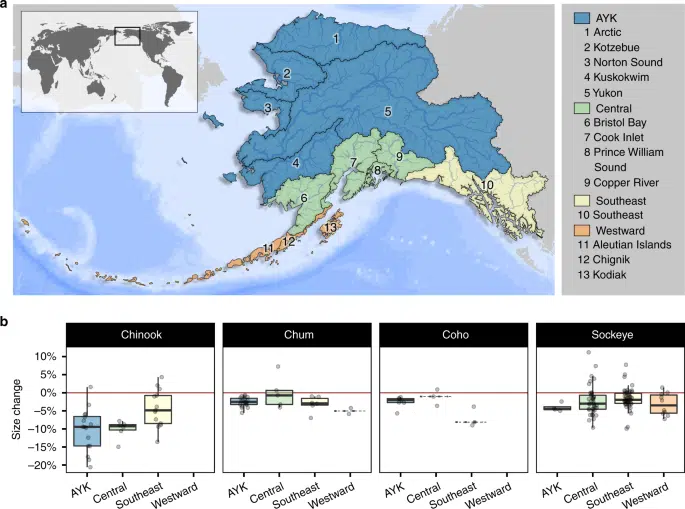 a
1
2
3
4
5
6
7
8
9
10
11
12
13
AYK
1 Arctic
2 Kotzebue
3 Norton Sound
4 Kuskokwim
5 Yukon
Central
6 Bristol Bay
7 Cook Inlet
8 Prince William
Sound
9 Copper River
Southeast
10 Southeast
Westward
11 Aleutian Islands
12 Chignik
13 Kodiak
b
Chinook
Chum
Coho
Sockeye
Size change
10%
5%
0%
−5%
−10%
−15%
−20%
AYK
Central
Southeast
Westward
AYK
Central
Southeast
Westward
AYK
Central
Southeast
Westward
AYK
Central
Southeast
Westward